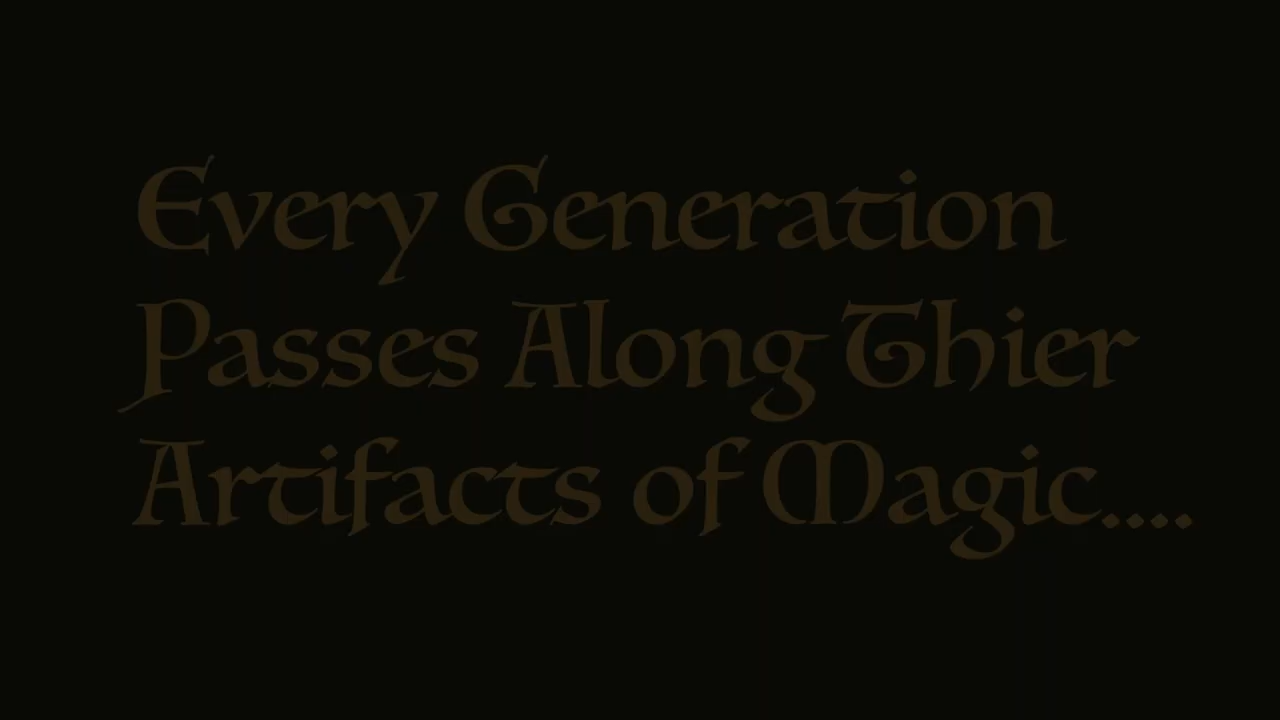 Every Generation
Passes Along Thier
Artifacts of Magic....